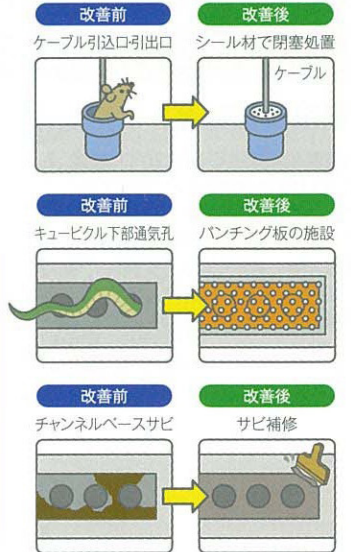 改善前
改善後
ケーブル引込口・引出口
シール材で閉塞処置
ケーブル
改善前
改善後
キュービクル下部通気孔
パンチング板の施設
改善前
改善後
チャンネルベースサビ
サビ補修